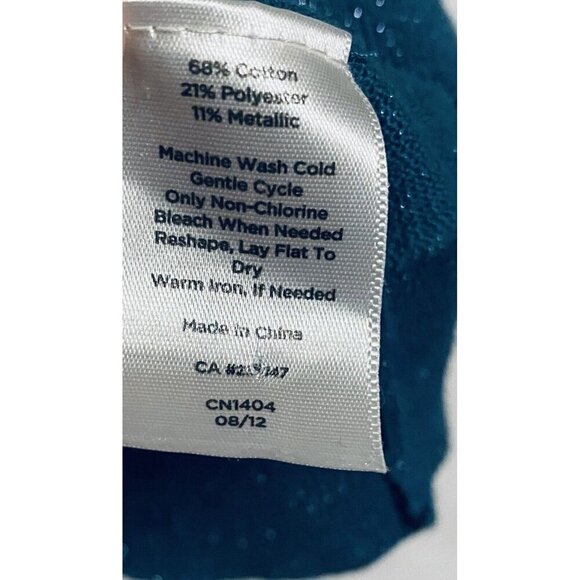 68% Cotton
21% Polyester
11% Metallic
Machine Wash Cold
Gentle Cycle
Only Non-Chlorine
Bleach When Needed
Reshape, Lay Flat To
Dry
Warm Iron, If Needed
Made in China
CA
CN1404
08/12